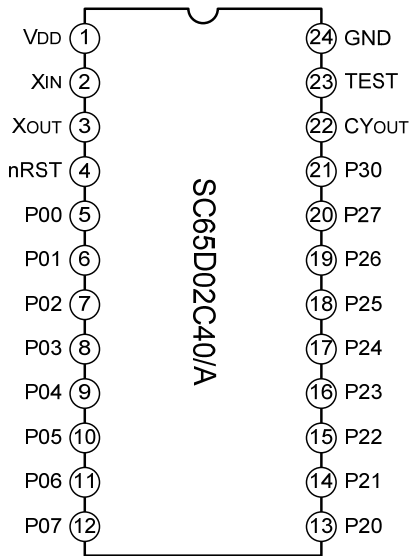 VDD 1 24 GND
XIN 2 23 TEST
XOUT 3 22 CYOUT
nRST 4 21 P30
P00 5 20 P27
P01 6 19 P26
P02 7 18 P25
P03 8 17 P24
P04 9 16 P23
P05 10 15 P22
P06 11 14 P21
P07 12 13 P20
SC65D02C40/A